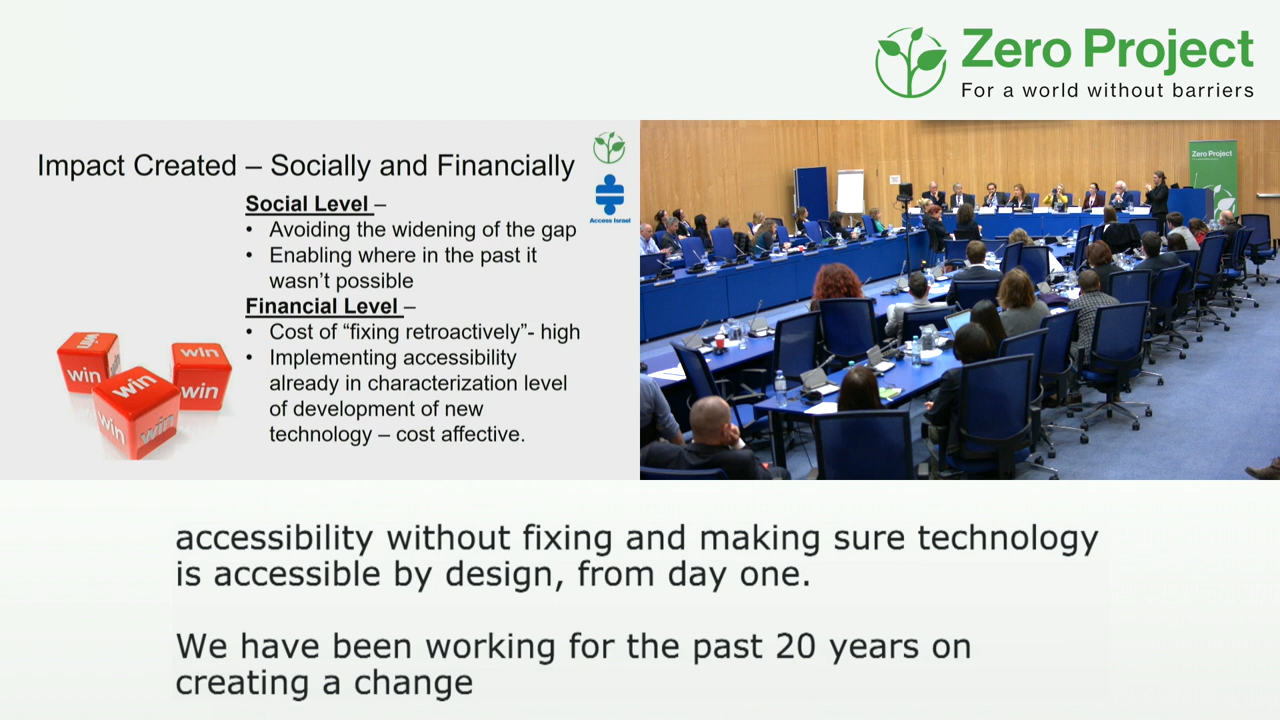 Zero Project
For a world without barriers
Impact Created – Socially and Financially
Access Israel
Social Level –
• Avoiding the widening of the gap
• Enabling where in the past it
wasn't possible
Financial Level –
• Cost of “fixing retroactively”- high
• Implementing accessibility
already in characterization level
of development of new
technology – cost affective.
win
win
win
win
win
win
win
Zero Project
accessibility without fixing and making sure technology
is accessible by design, from day one.
We have been working for the past 20 years on
creating a change